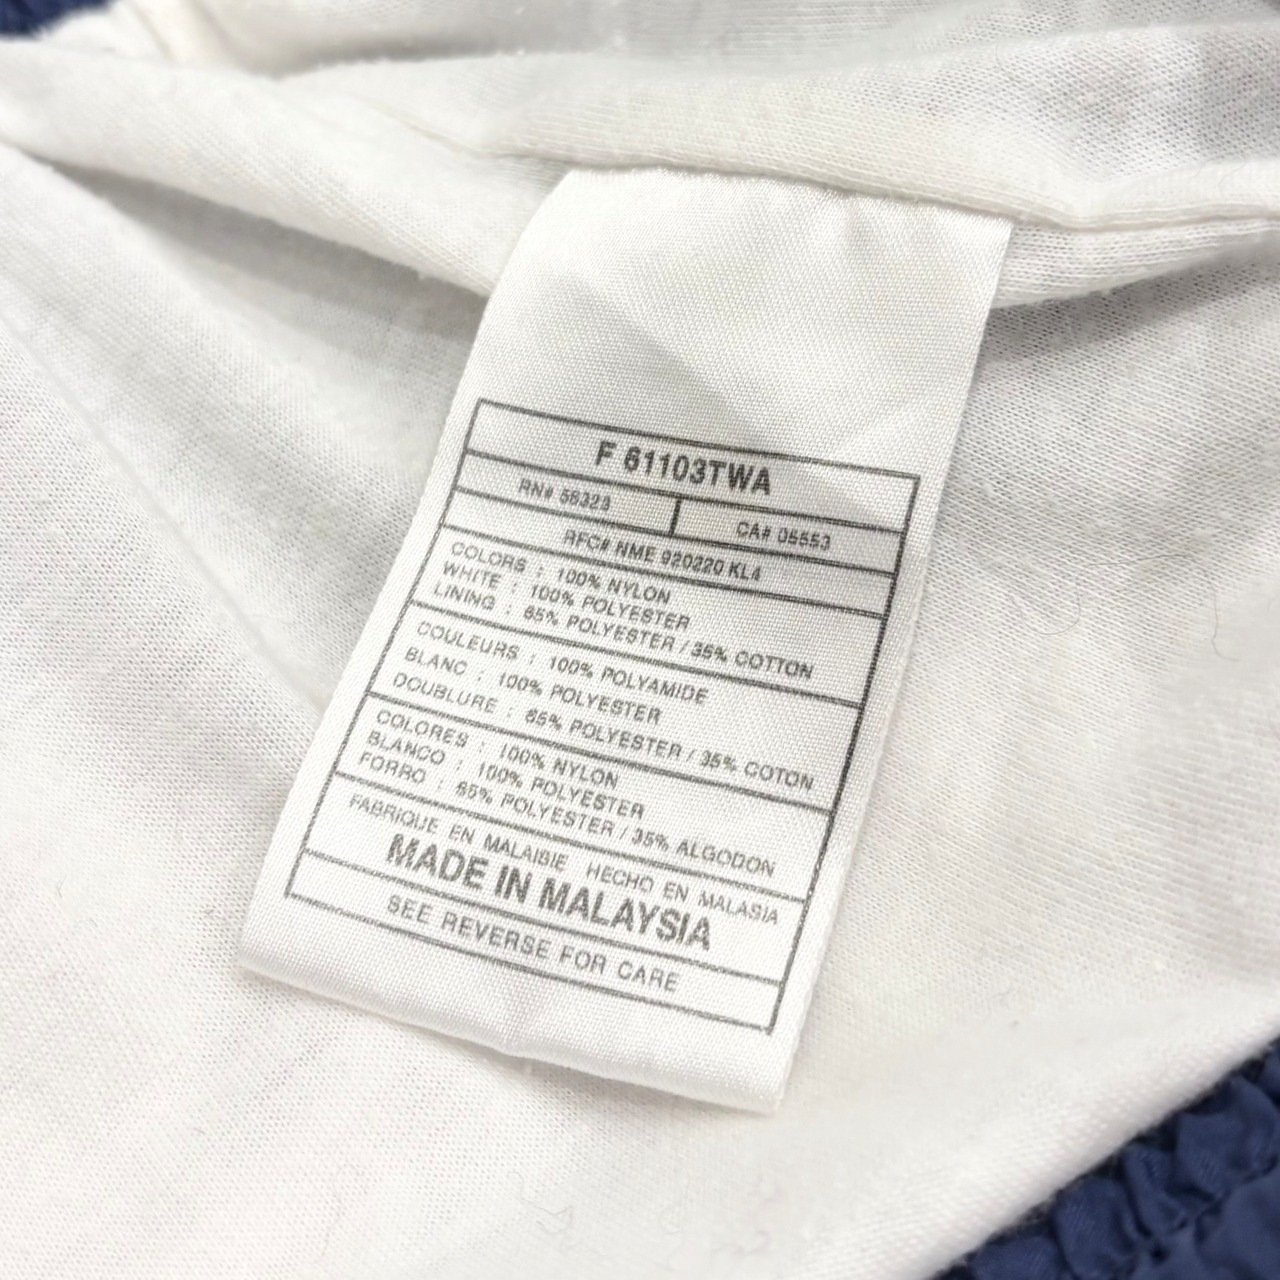 F 61103TWA
RN# 56323
CA# 05553
RFC# NME 920220 KL4
COLORS : 100% NYLON
WHITE : 100% POLYESTER
LINING : 65% POLYESTER / 35% COTTON
COULEURS : 100% POLYAMIDE
BLANC : 100% POLYESTER
DOUBLURE : 65% POLYESTER / 35% COTON
COLORES : 100% NYLON
BLANCO : 100% POLYESTER
FORRO : 65% POLYESTER / 35% ALGODON
FABRIQUE EN MALAISIE HECHO EN MALASIA
MADE IN MALAYSIA
SEE REVERSE FOR CARE